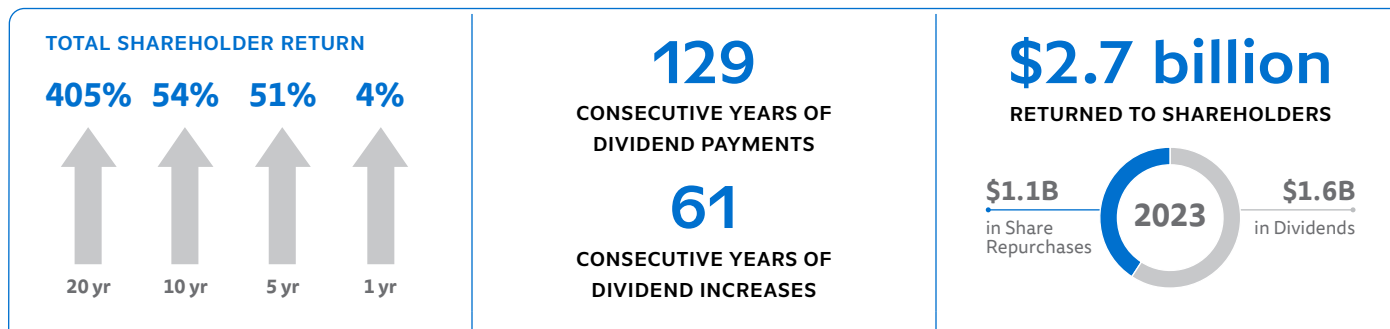 TOTAL SHAREHOLDER RETURN
405% 54% 51% 4%
20 yr 10 yr 5 yr 1 yr
129
CONSECUTIVE YEARS OF
DIVIDEND PAYMENTS
61
CONSECUTIVE YEARS OF
DIVIDEND INCREASES
$2.7 billion
RETURNED TO SHAREHOLDERS
$1.1B
in Share
Repurchases
2023
$1.6B
in Dividends